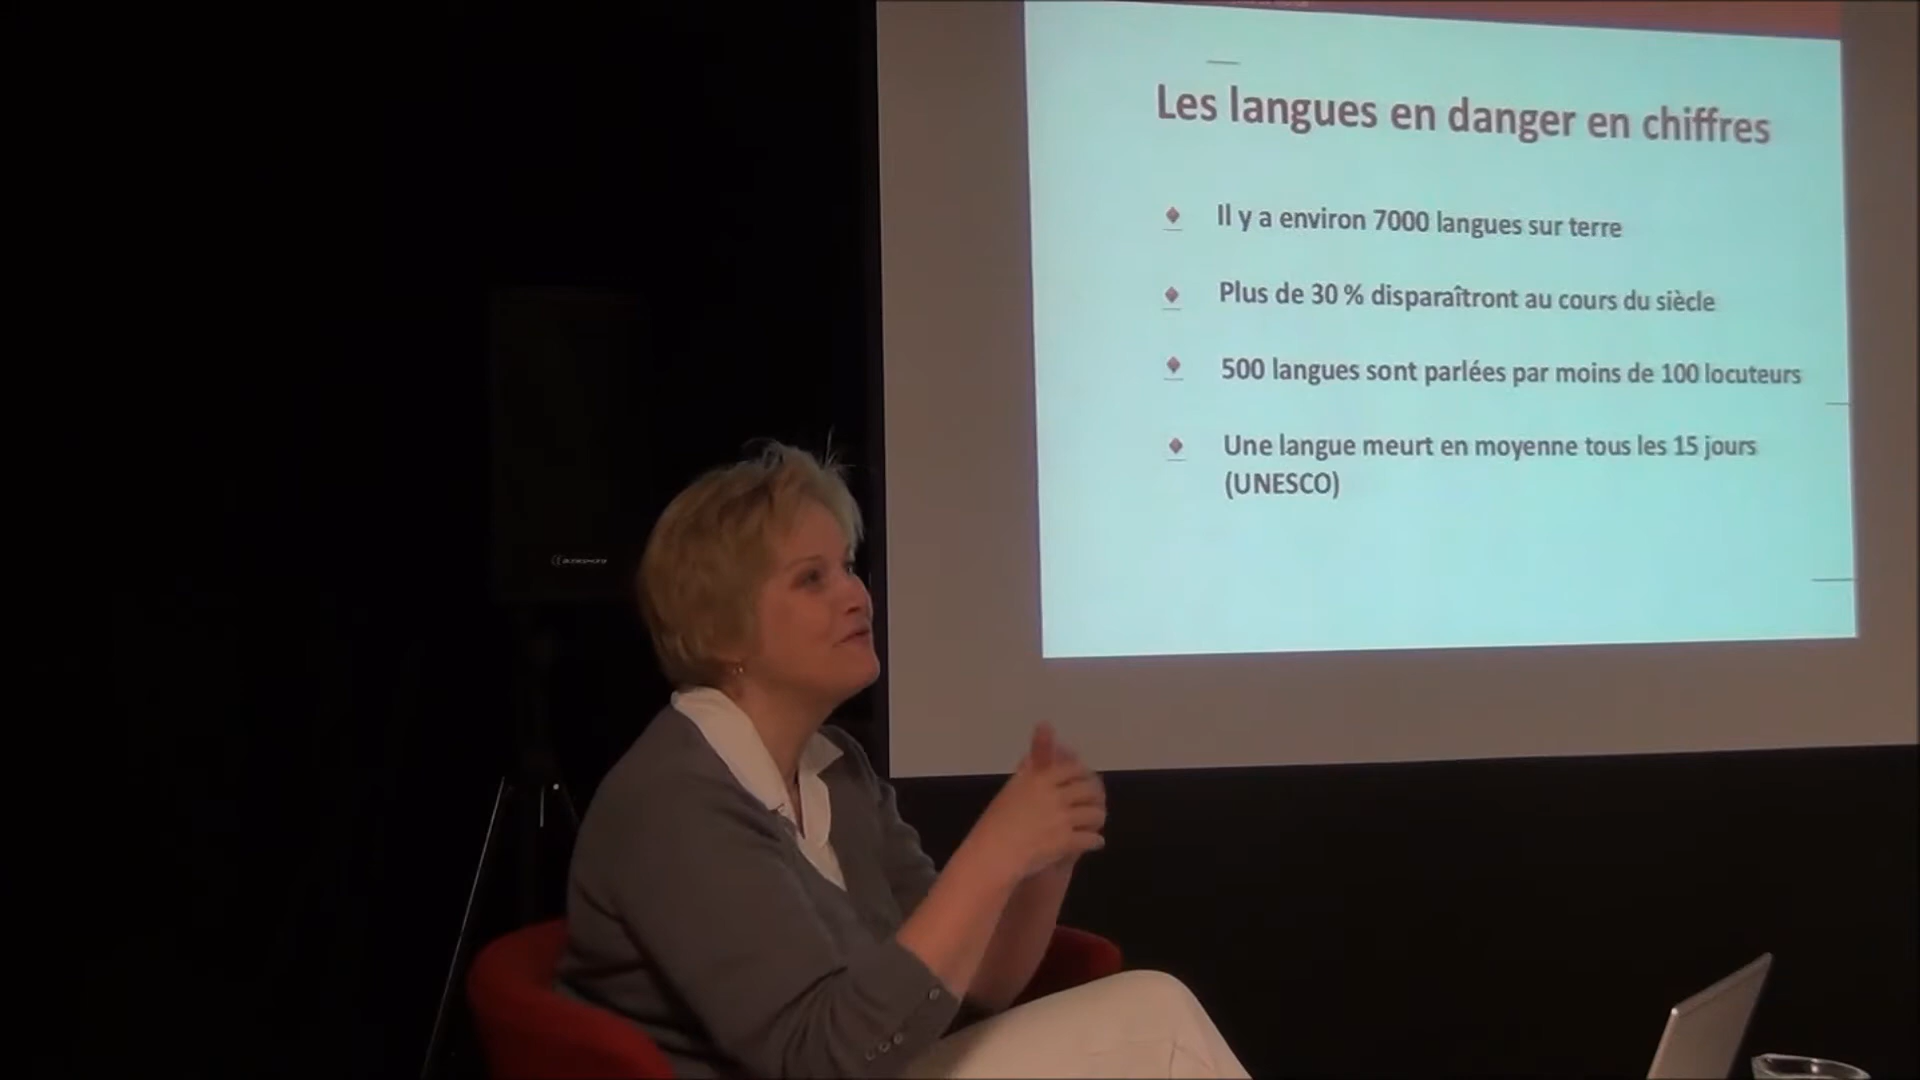 Les langues en danger en chiffres
Il y a environ 7000 langues sur terre
Plus de 30 % disparaîtront au cours du siècle
500 langues sont parlées par moins de 100 locuteurs
Une langue meurt en moyenne tous les 15 jours
(UNESCO)